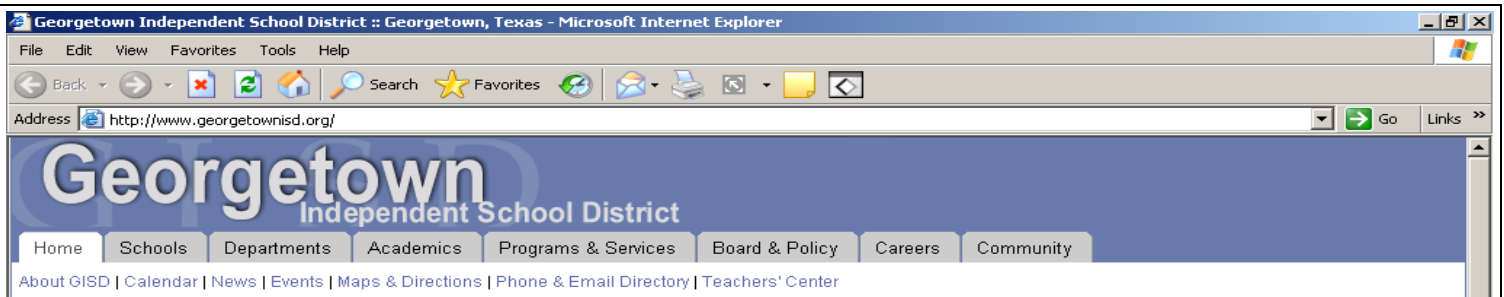 Georgetown Independent School District :: Georgetown, Texas - Microsoft Internet Explorer
File Edit View Favorites Tools Help
Back Search Favorites
Address http://www.georgetownisd.org/ Go Links »
GISD
Georgetown
Independent School District
Home Schools Departments Academics Programs & Services Board & Policy Careers Community
About GISD | Calendar | News | Events | Maps & Directions | Phone & Email Directory | Teachers' Center